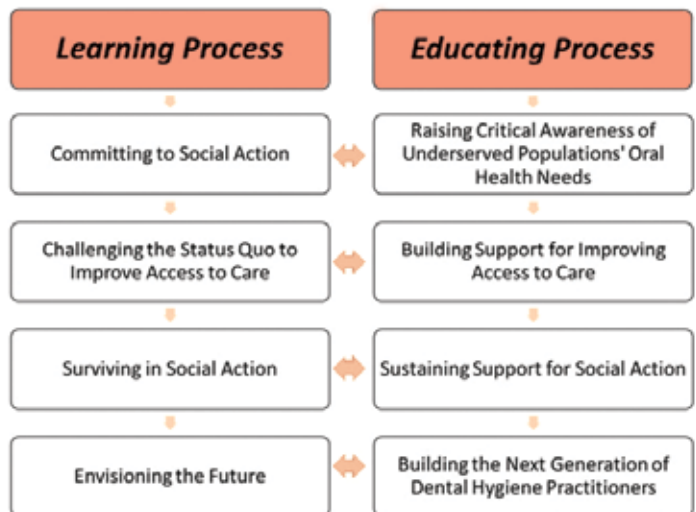 Learning Process
Educating Process
Committing to Social Action
Raising Critical Awareness of
Underserved Populations' Oral
Health Needs
Challenging the Status Quo to
Improve Access to Care
Building Support for Improving
Access to Care
Surviving in Social Action
Sustaining Support for Social Action
Envisioning the Future
Building the Next Generation of
Dental Hygiene Practitioners